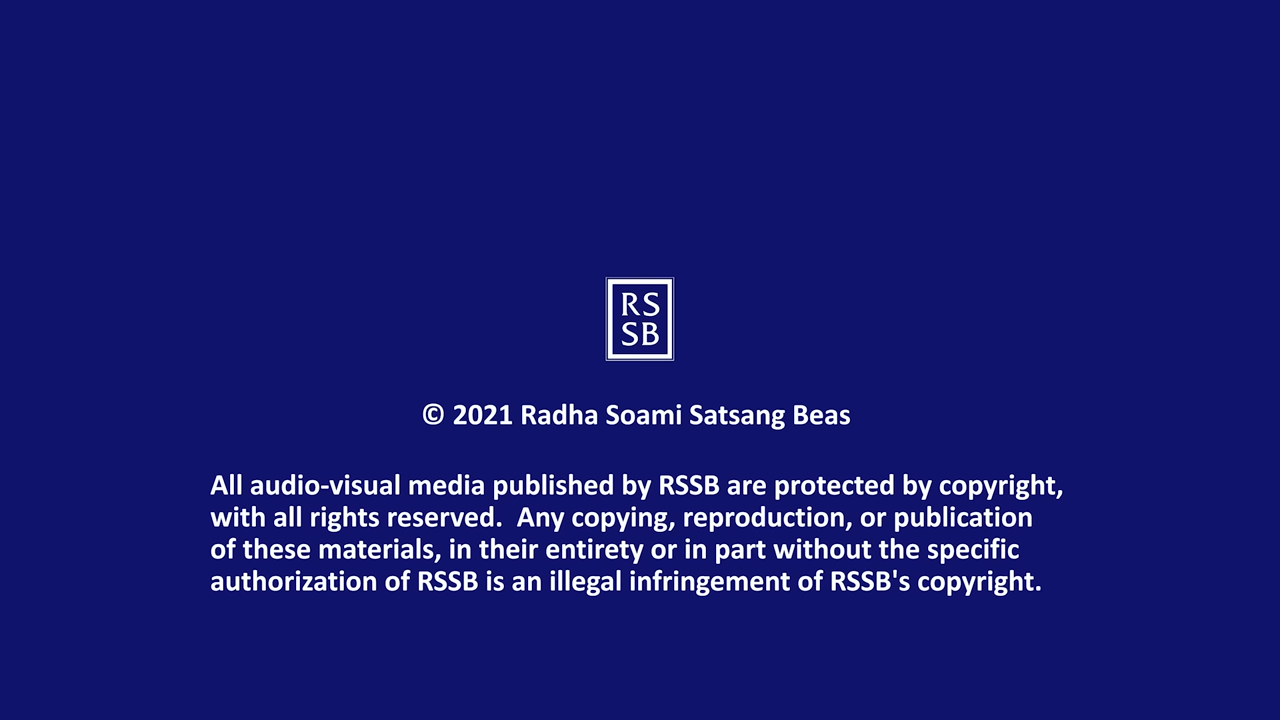 RS
SB
© 2021 Radha Soami Satsang Beas
All audio-visual media published by RSSB are protected by copyright,
with all rights reserved.  Any copying, reproduction, or publication
of these materials, in their entirety or in part without the specific
authorization of RSSB is an illegal infringement of RSSB's copyright.